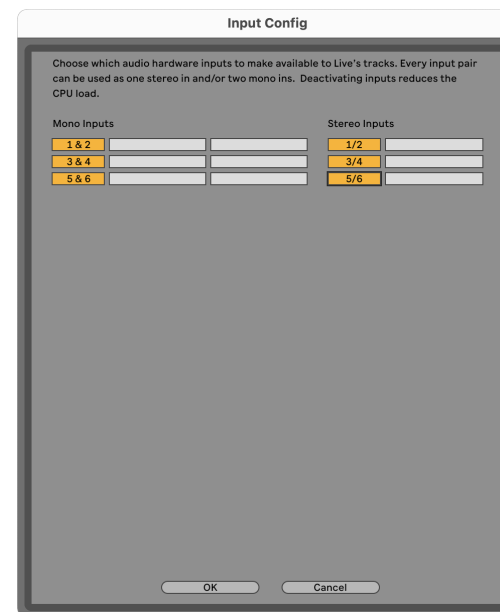 Input Config
Choose which audio hardware inputs to make available to Live's tracks. Every input pair
can be used as one stereo in and/or two mono ins.  Deactivating inputs reduces the
CPU load.
Mono Inputs
Stereo Inputs
1 & 2
1/2
3 & 4
3/4
5 & 6
5/6
OK
Cancel